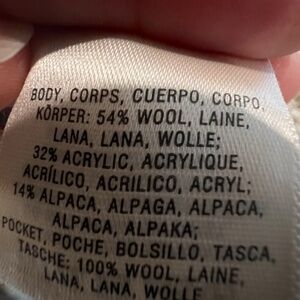 BODY, CORPS, CUERPO, CORPO,
KÖRPER: 54% WOOL, LAINE,
LANA, LANA, WOLLE;
32% ACRYLIC, ACRYLIQUE,
ACRÍLICO, ACRILICO, ACRYL;
14% ALPACA, ALPAGA, ALPACA,
ALPACA, ALPAKA;
POCKET, POCHE, BOLSILLO, TASCA,
TASCHE: 100% WOOL, LAINE,
LANA, LANA, WOLLE